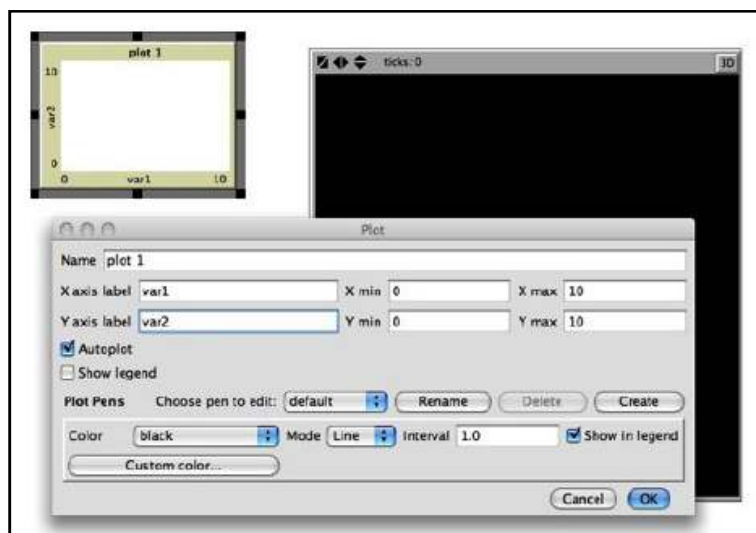 plot 1
10
var2
0
0 var1 10
ticks: 0
3D
Plot
Name plot 1
X axis label var1 X min 0 X max 10
Y axis label var2 Y min 0 Y max 10
Autoplot
Show legend
Plot Pens Choose pen to edit: default Rename Delete Create
Color black Mode Line Interval 1.0 Show in legend
Custom color...
Cancel OK